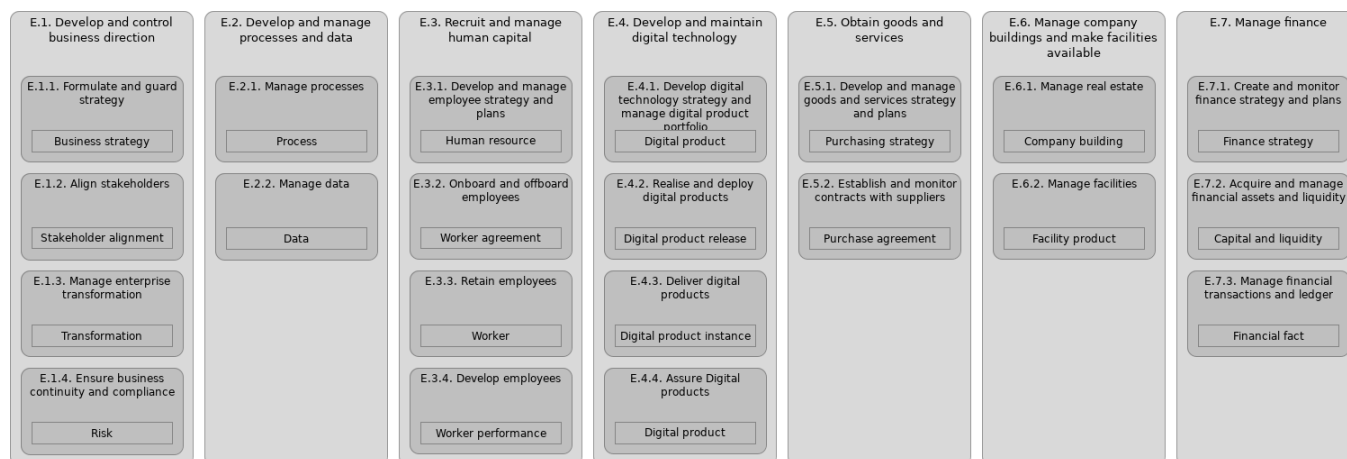 E.1. Develop and control
business direction
E.1.1. Formulate and guard
strategy
Business strategy
E.1.2. Align stakeholders
Stakeholder alignment
E.1.3. Manage enterprise
transformation
Transformation
E.1.4. Ensure business
continuity and compliance
Risk
E.2. Develop and manage
processes and data
E.2.1. Manage processes
Process
E.2.2. Manage data
Data
E.3. Recruit and manage
human capital
E.3.1. Develop and manage
employee strategy and
plans
Human resource
E.3.2. Onboard and offboard
employees
Worker agreement
E.3.3. Retain employees
Worker
E.3.4. Develop employees
Worker performance
E.4. Develop and maintain
digital technology
E.4.1. Develop digital
technology strategy and
manage digital product
portfolio
Digital product
E.4.2. Realise and deploy
digital products
Digital product release
E.4.3. Deliver digital
products
Digital product instance
E.4.4. Assure Digital
products
Digital product
E.5. Obtain goods and
services
E.5.1. Develop and manage
goods and services strategy
and plans
Purchasing strategy
E.5.2. Establish and monitor
contracts with suppliers
Purchase agreement
E.6. Manage company
buildings and make facilities
available
E.6.1. Manage real estate
Company building
E.6.2. Manage facilities
Facility product
E.7. Manage finance
E.7.1. Create and monitor
finance strategy and plans
Finance strategy
E.7.2. Acquire and manage
financial assets and liquidity
Capital and liquidity
E.7.3. Manage financial
transactions and ledger
Financial fact